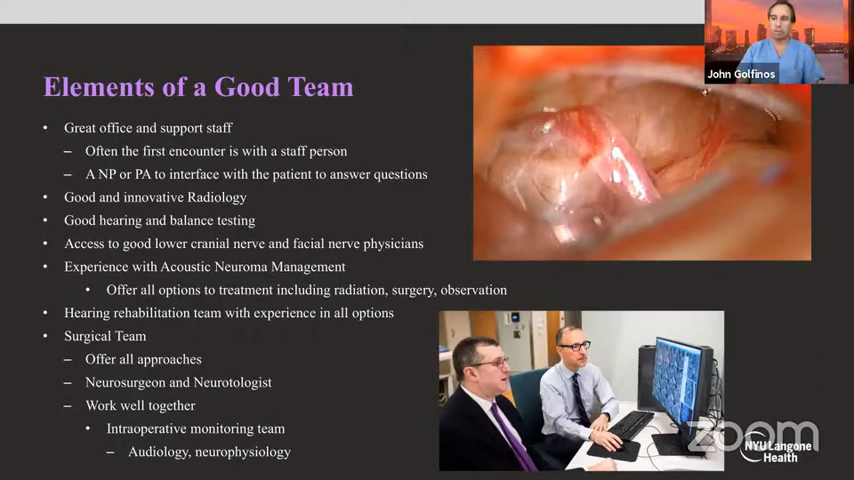 John Golfinos
Elements of a Good Team
• Great office and support staff
– Often the first encounter is with a staff person
– A NP or PA to interface with the patient to answer questions
• Good and innovative Radiology
• Good hearing and balance testing
• Access to good lower cranial nerve and facial nerve physicians
• Experience with Acoustic Neuroma Management
• Offer all options to treatment including radiation, surgery, observation
• Hearing rehabilitation team with experience in all options
• Surgical Team
– Offer all approaches
– Neurosurgeon and Neurotologist
– Work well together
• Intraoperative monitoring team
– Audiology, neurophysiology
zoom
NYU Langone
Health